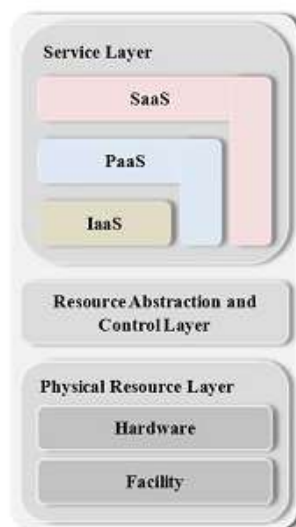 Service Layer
SaaS
PaaS
IaaS
Resource Abstraction and
Control Layer
Physical Resource Layer
Hardware
Facility